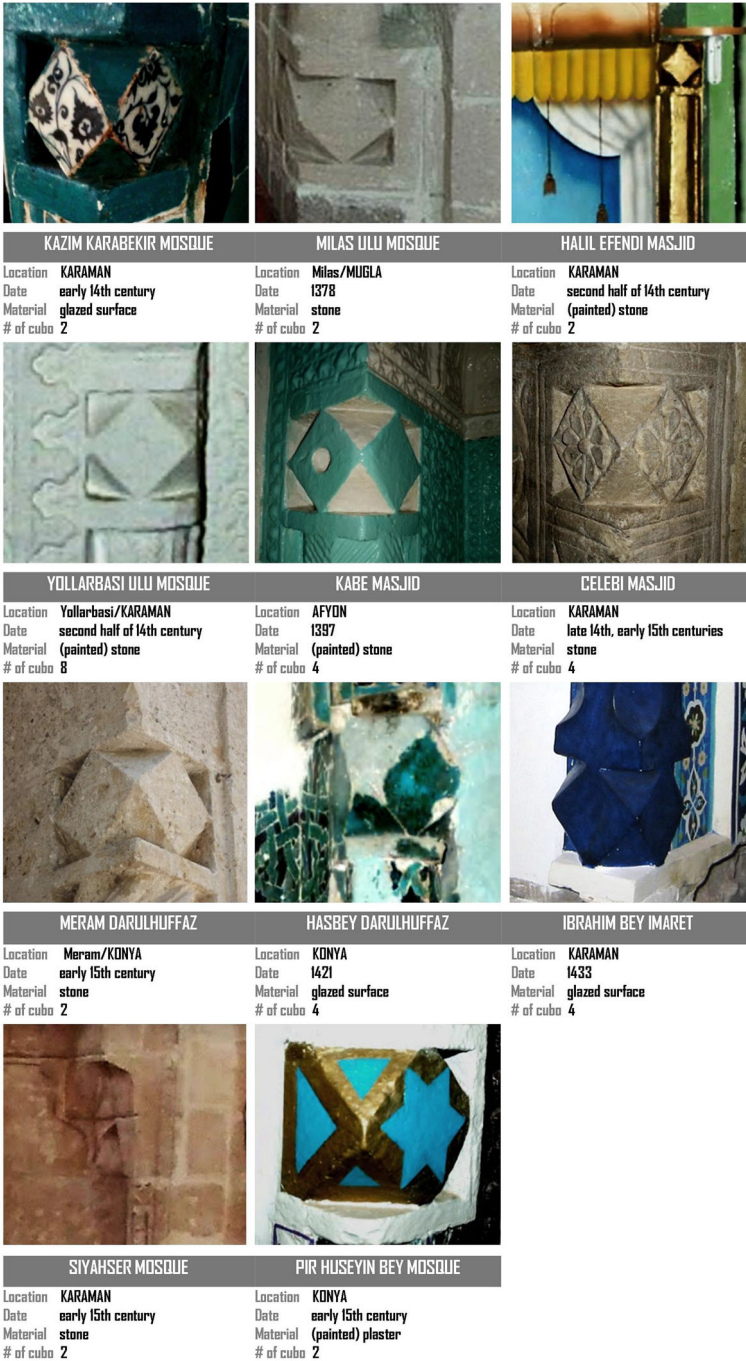 KAZIM KARABEKIR MOSQUE
Location KARAMAN
Date early 14th century
Material glazed surface
# of cubo 2
MILAS ULU MOSQUE
Location Milas/MUGLA
Date 1378
Material stone
# of cubo 2
HALIL EFENDI MASJID
Location KARAMAN
Date second half of 14th century
Material (painted) stone
# of cubo 2
YOLLARBASI ULU MOSQUE
Location Yollarbasi/KARAMAN
Date second half of 14th century
Material (painted) stone
# of cubo 8
KABE MASJID
Location AFYON
Date 1397
Material (painted) stone
# of cubo 4
CELEBI MASJID
Location KARAMAN
Date late 14th, early 15th centuries
Material stone
# of cubo 4
MERAM DARULHUFFAZ
Location Meram/KONYA
Date early 15th century
Material stone
# of cubo 2
HASBEY DARULHUFFAZ
Location KONYA
Date 1421
Material glazed surface
# of cubo 4
IBRAHIM BEY IMARET
Location KARAMAN
Date 1433
Material glazed surface
# of cubo 4
SIYAHSER MOSQUE
Location KARAMAN
Date early 15th century
Material stone
# of cubo 2
PIR HUSEYIN BEY MOSQUE
Location KONYA
Date early 15th century
Material (painted) plaster
# of cubo 2